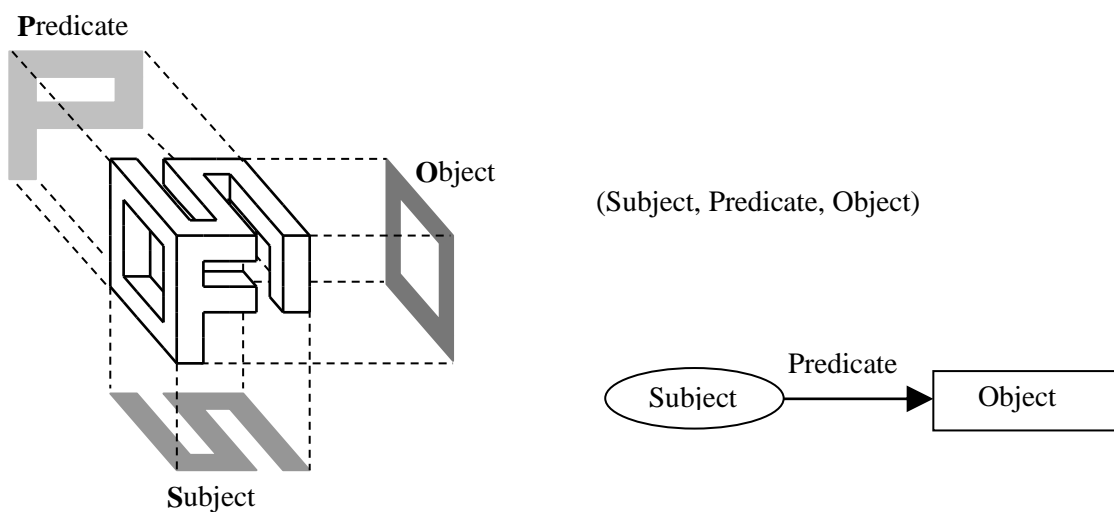 Predicate
Object
(Subject, Predicate, Object)
Predicate
Subject
Object
Subject